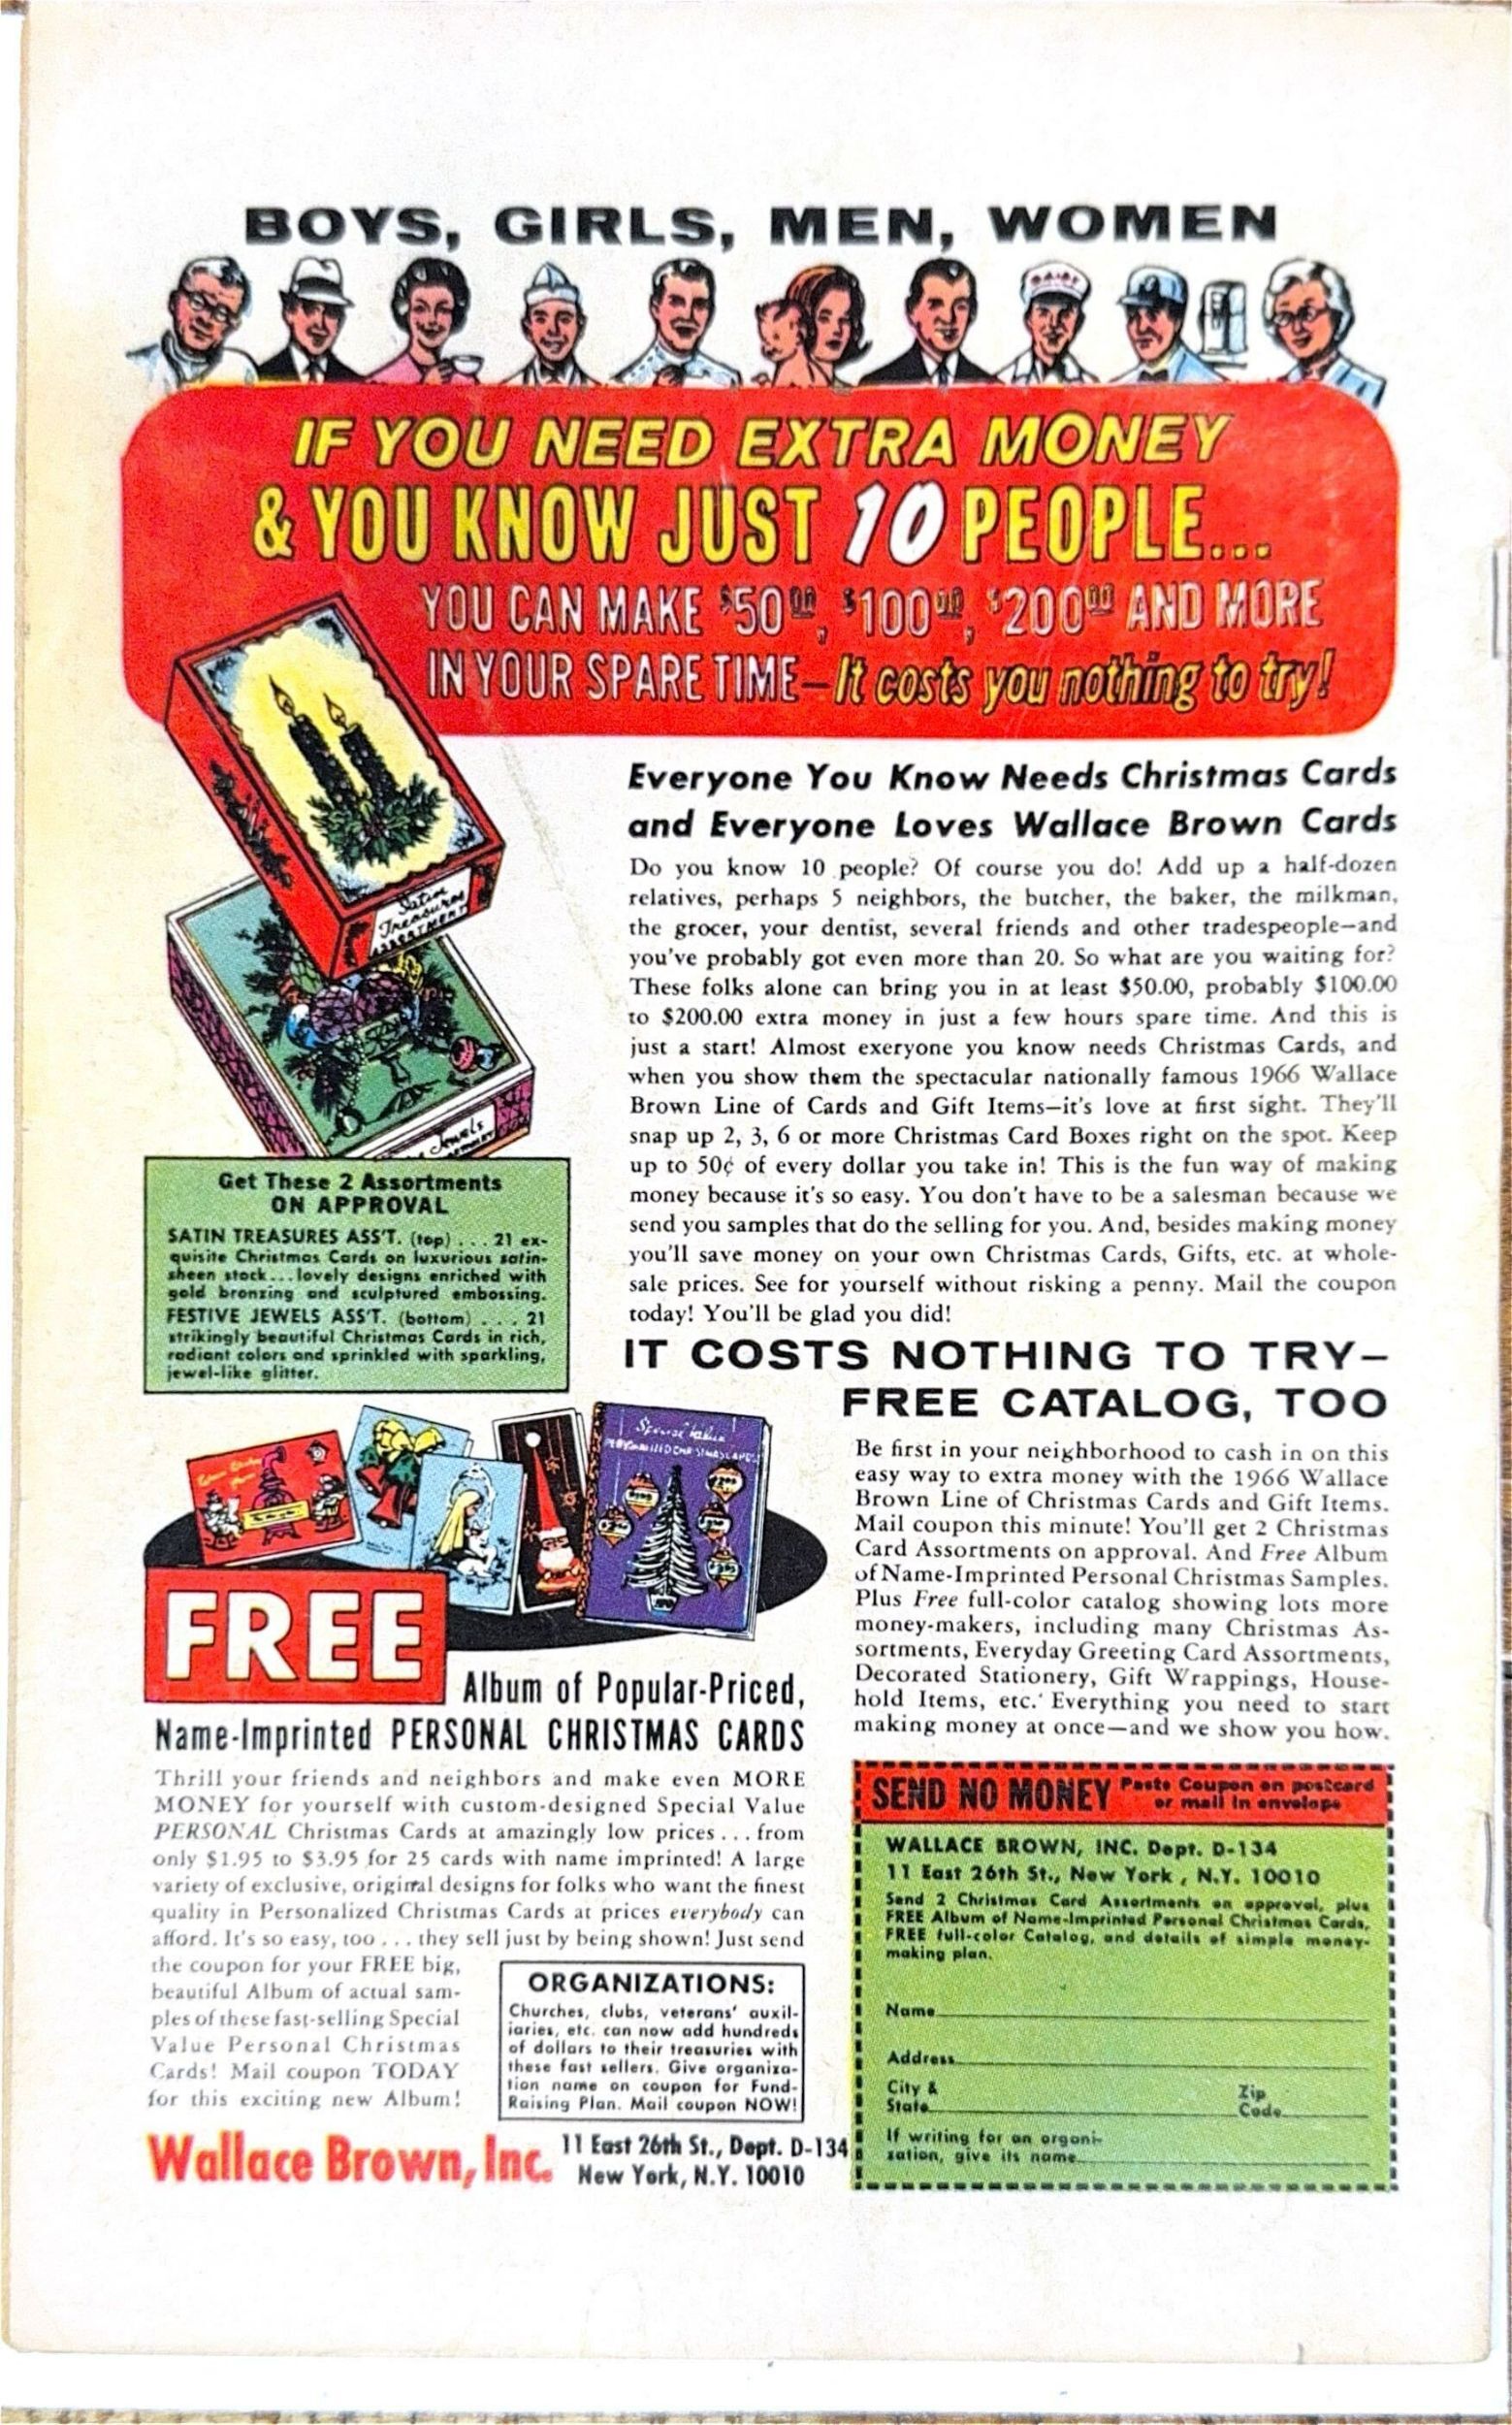 BOYS, GIRLS, MEN, WOMEN
DAIRY
IF YOU NEED EXTRA MONEY
& YOU KNOW JUST 10 PEOPLE...
YOU CAN MAKE $50.00, $100.00, $200.00 AND MORE
IN YOUR SPARE TIME—It costs you nothing to try!
Satin
Treasures
ASSORTMENT
Jewels
Everyone You Know Needs Christmas Cards
and Everyone Loves Wallace Brown Cards
Do you know 10 people? Of course you do! Add up a half-dozen
relatives, perhaps 5 neighbors, the butcher, the baker, the milkman,
the grocer, your dentist, several friends and other tradespeople—and
you've probably got even more than 20. So what are you waiting for?
These folks alone can bring you in at least $50.00, probably $100.00
to $200.00 extra money in just a few hours spare time. And this is
just a start! Almost exeryone you know needs Christmas Cards, and
when you show them the spectacular nationally famous 1966 Wallace
Brown Line of Cards and Gift Items—it's love at first sight. They'll
snap up 2, 3, 6 or more Christmas Card Boxes right on the spot. Keep
up to 50¢ of every dollar you take in! This is the fun way of making
money because it's so easy. You don't have to be a salesman because we
send you samples that do the selling for you. And, besides making money
you'll save money on your own Christmas Cards, Gifts, etc. at whole-
sale prices. See for yourself without risking a penny. Mail the coupon
today! You'll be glad you did!
Get These 2 Assortments
ON APPROVAL
SATIN TREASURES ASS'T. (top) . . . 21 ex-
quisite Christmas Cards on luxurious satin-
sheen stock...lovely designs enriched with
gold bronzing and sculptured embossing.
FESTIVE JEWELS ASS'T. (bottom) . . . 21
strikingly beautiful Christmas Cards in rich,
radiant colors and sprinkled with sparkling,
jewel-like glitter.
IT COSTS NOTHING TO TRY—
FREE CATALOG, TOO
Be first in your neighborhood to cash in on this
easy way to extra money with the 1966 Wallace
Brown Line of Christmas Cards and Gift Items.
Mail coupon this minute! You'll get 2 Christmas
Card Assortments on approval. And Free Album
of Name-Imprinted Personal Christmas Samples.
Plus Free full-color catalog showing lots more
money-makers, including many Christmas As-
sortments, Everyday Greeting Card Assortments,
Decorated Stationery, Gift Wrappings, House-
hold Items, etc. Everything you need to start
making money at once—and we show you how.
Special Value
PERSONALIZED CHRISTMAS CARDS
FREE
Album of Popular-Priced,
Name-Imprinted PERSONAL CHRISTMAS CARDS
Thrill your friends and neighbors and make even MORE
MONEY for yourself with custom-designed Special Value
PERSONAL Christmas Cards at amazingly low prices . . . from
only $1.95 to $3.95 for 25 cards with name imprinted! A large
variety of exclusive, original designs for folks who want the finest
quality in Personalized Christmas Cards at prices everybody can
afford. It's so easy, too . . . they sell just by being shown! Just send
the coupon for your FREE big,
beautiful Album of actual sam-
ples of these fast-selling Special
Value Personal Christmas
Cards! Mail coupon TODAY
for this exciting new Album!
ORGANIZATIONS:
Churches, clubs, veterans' auxil-
iaries, etc. can now add hundreds
of dollars to their treasuries with
these fast sellers. Give organiza-
tion name on coupon for Fund-
Raising Plan. Mail coupon NOW!
Wallace Brown, Inc.
11 East 26th St., Dept. D-134
New York, N.Y. 10010
SEND NO MONEY
Paste Coupon on postcard
or mail in envelope
WALLACE BROWN, INC. Dept. D-134
11 East 26th St., New York, N.Y. 10010
Send 2 Christmas Card Assortments on approval, plus
FREE Album of Name-Imprinted Personal Christmas Cards,
FREE full-color Catalog, and details of simple money-
making plan.
Name
Address
City &
State
Zip
Code
If writing for an organi-
zation, give its name